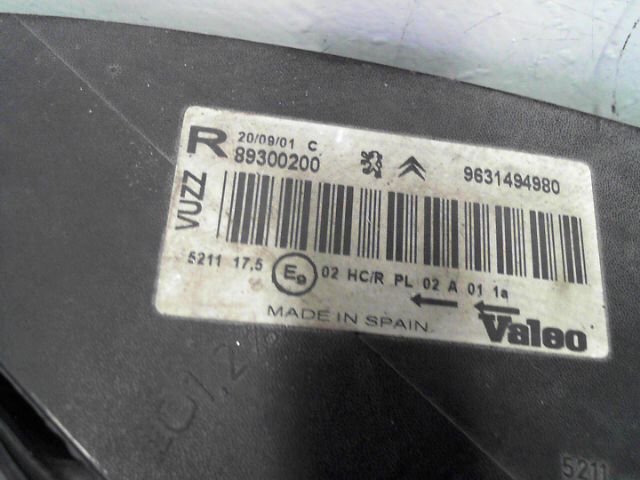 R 20/09/01 C
89300200 9631494980
VUZZ
5211 17,5 E9 02 HC/R PL 02 A 01 1a
MADE IN SPAIN.
Valeo
5211